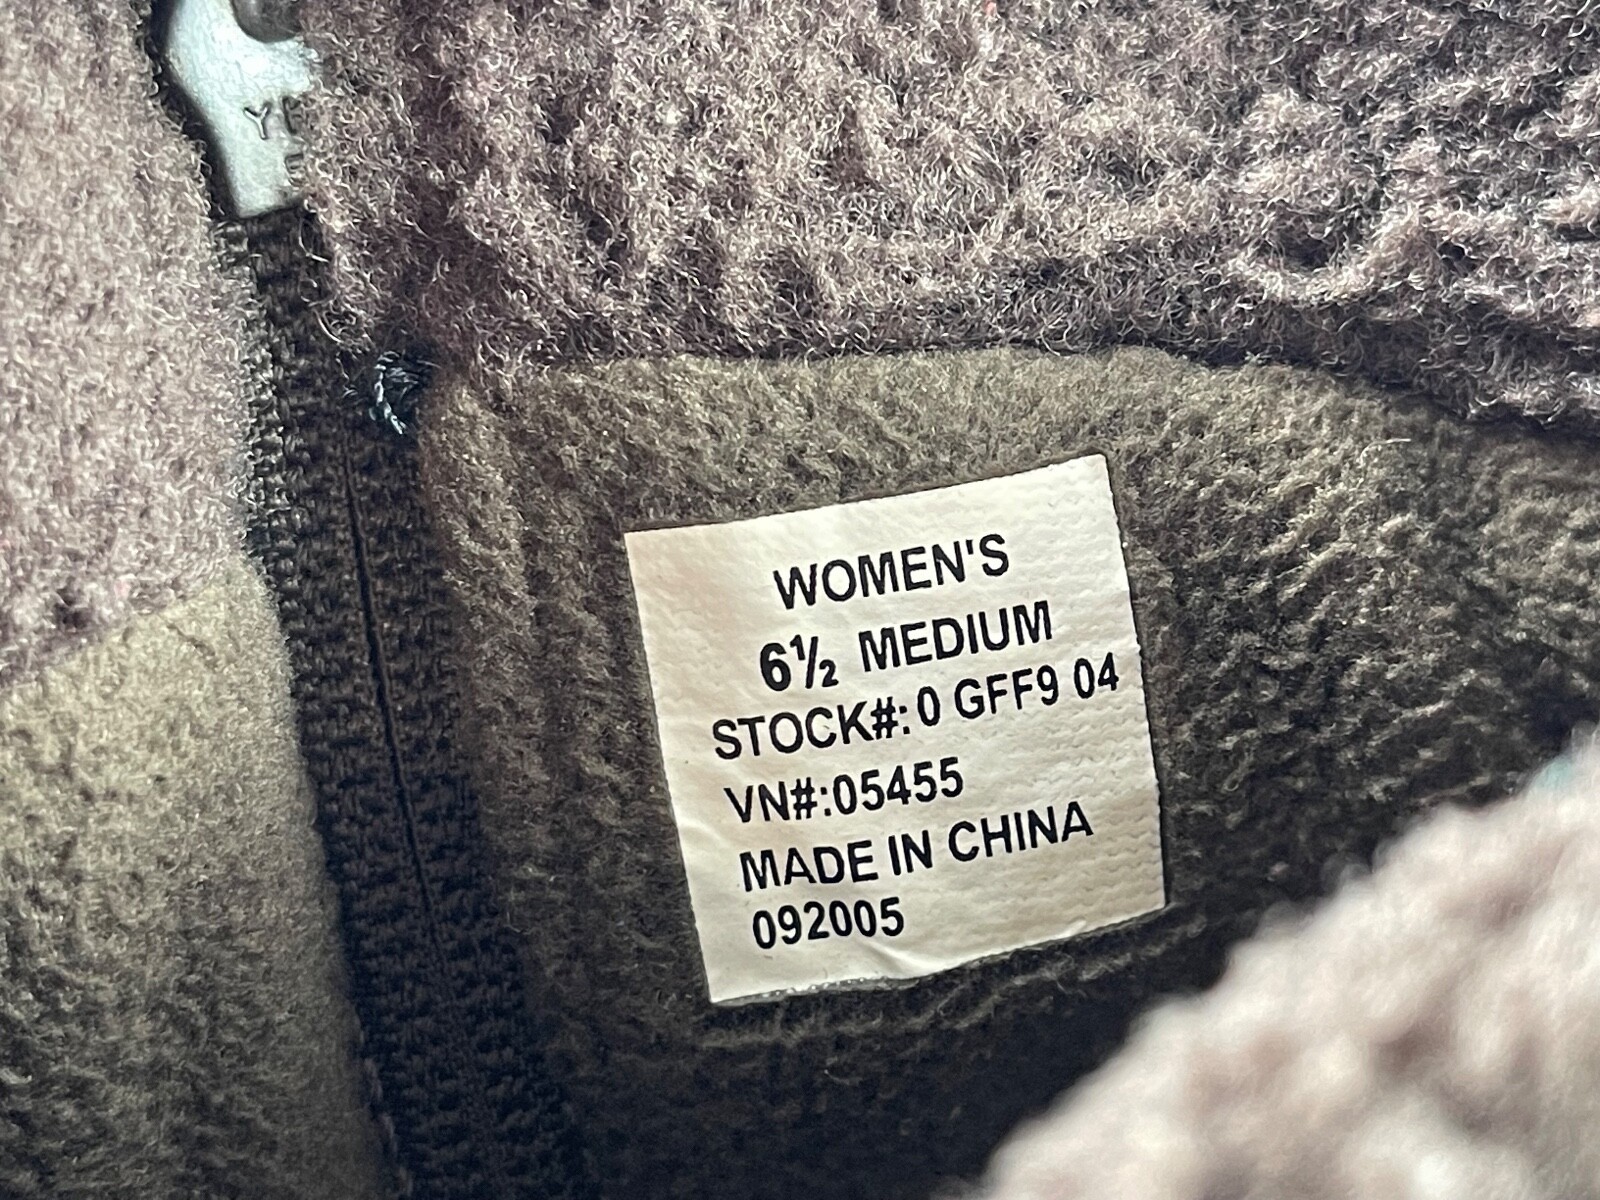 WOMEN'S
6½ MEDIUM
STOCK#: 0 GFF9 04
VN#:05455
MADE IN CHINA
092005